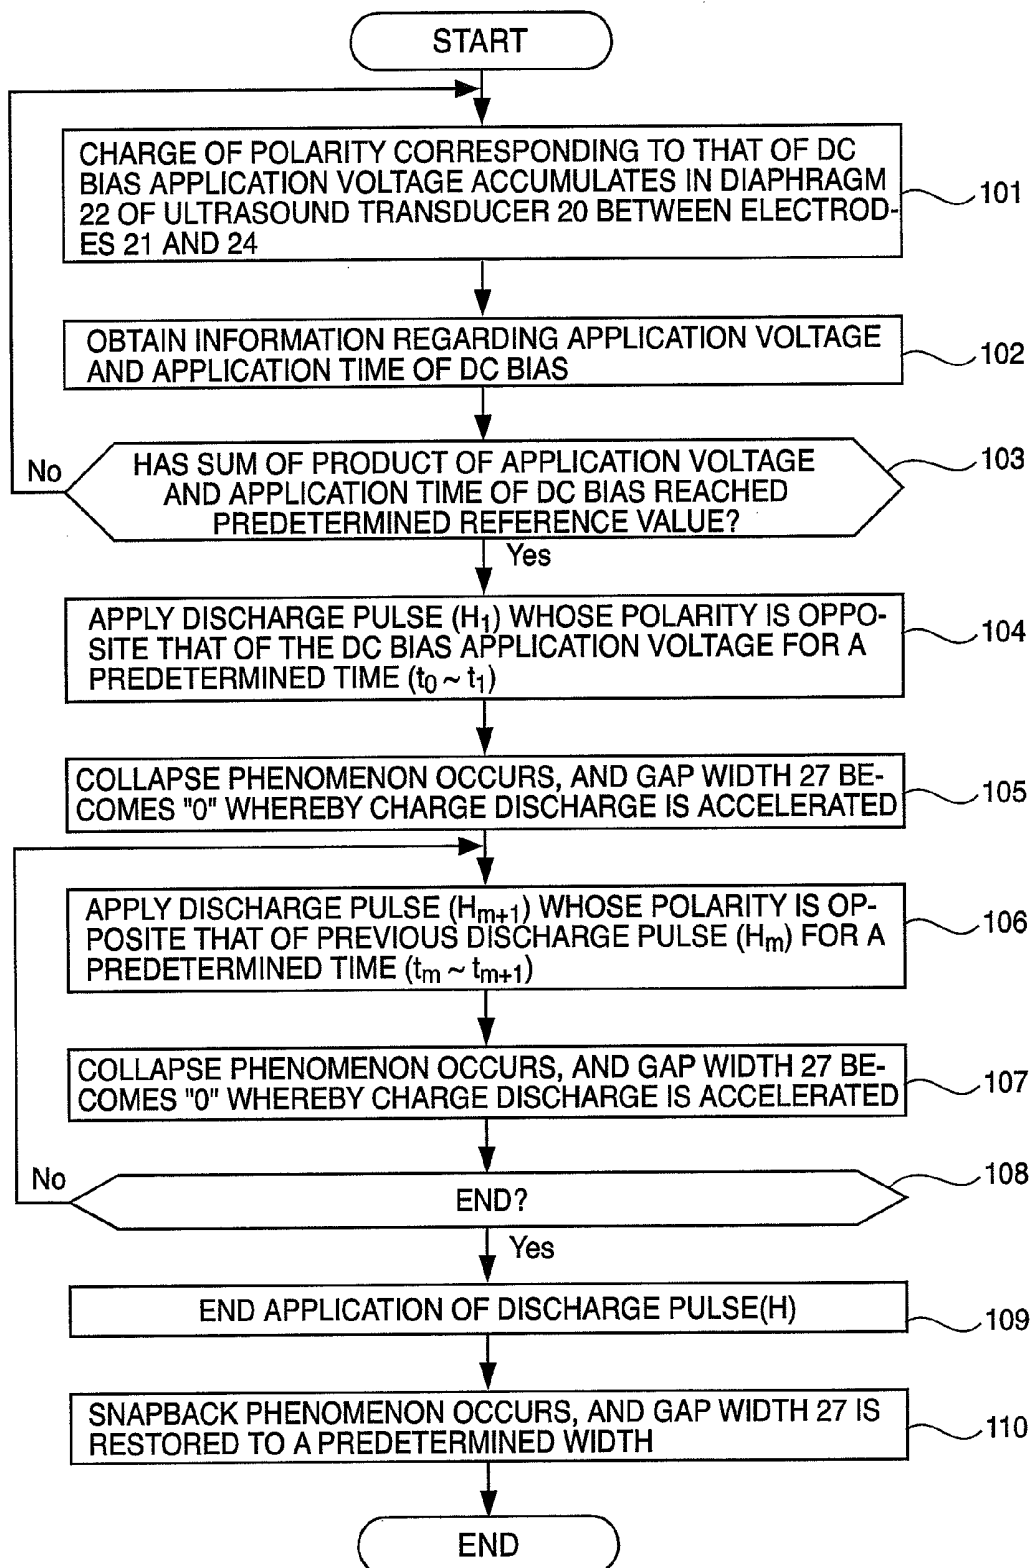 START
CHARGE OF POLARITY CORRESPONDING TO THAT OF DC
BIAS APPLICATION VOLTAGE ACCUMULATES IN DIAPHRAGM
22 OF ULTRASOUND TRANSDUCER 20 BETWEEN ELECTROD-
ES 21 AND 24
101
OBTAIN INFORMATION REGARDING APPLICATION VOLTAGE
AND APPLICATION TIME OF DC BIAS
102
No
HAS SUM OF PRODUCT OF APPLICATION VOLTAGE
AND APPLICATION TIME OF DC BIAS REACHED
PREDETERMINED REFERENCE VALUE?
103
Yes
APPLY DISCHARGE PULSE (H₁) WHOSE POLARITY IS OPPO-
SITE THAT OF THE DC BIAS APPLICATION VOLTAGE FOR A
PREDETERMINED TIME (t₀ ~ t₁)
104
COLLAPSE PHENOMENON OCCURS, AND GAP WIDTH 27 BE-
COMES "0" WHEREBY CHARGE DISCHARGE IS ACCELERATED
105
APPLY DISCHARGE PULSE (Hₘ₊₁) WHOSE POLARITY IS OP-
POSITE THAT OF PREVIOUS DISCHARGE PULSE (Hₘ) FOR A
PREDETERMINED TIME (tₘ ~ tₘ₊₁)
106
COLLAPSE PHENOMENON OCCURS, AND GAP WIDTH 27 BE-
COMES "0" WHEREBY CHARGE DISCHARGE IS ACCELERATED
107
No
END?
108
Yes
END APPLICATION OF DISCHARGE PULSE(H)
109
SNAPBACK PHENOMENON OCCURS, AND GAP WIDTH 27 IS
RESTORED TO A PREDETERMINED WIDTH
110
END